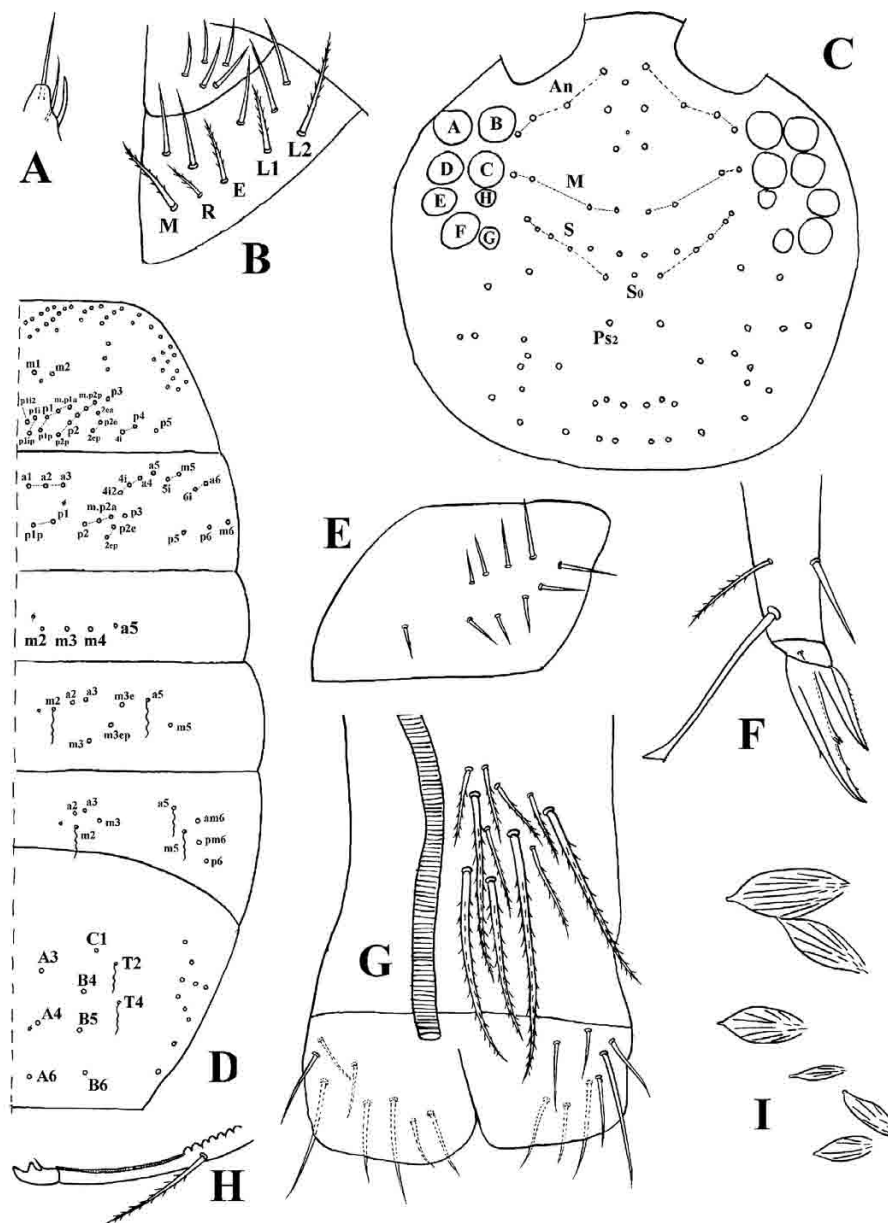 A
B
M R E L1 L2
C
An
A B
D C M
E H
F G S
S0
Ps2
D
m1 m2
p1i2 p1i p1 m.p1a m.p2p p3
p1ip p1p p2 p2p 2ea p2e 2ep 4i p4 p5
a1 a2 a3 4i2 4i a4 a5 5i m5 6i a6
p1p p1 p2 m.p2a p2e 2ep p3 p5 p6 m6
m2 m3 m4 a5
m2 a2 a3 m3e a5
m3 m3ep m5
a2 a3 a5 am6
m2 m3 m5 pm6
p6
C1
A3 B4 T2
A4 B5 T4
A6 B6
E
F
G
H
I